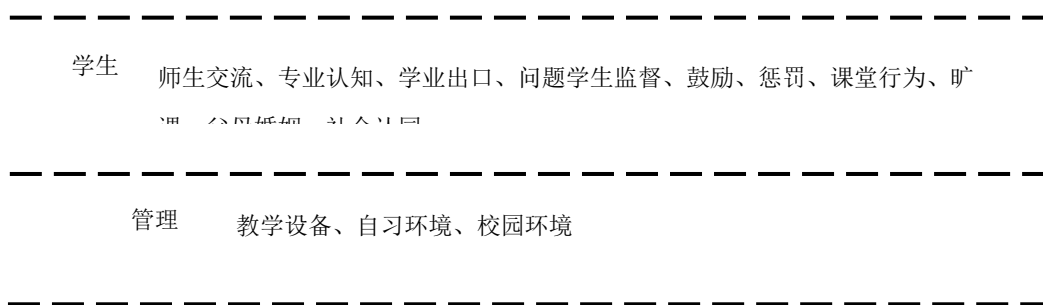 学生
师生交流、专业认知、学业出口、问题学生监督、鼓励、惩罚、课堂行为、旷
管理
教学设备、自习环境、校园环境